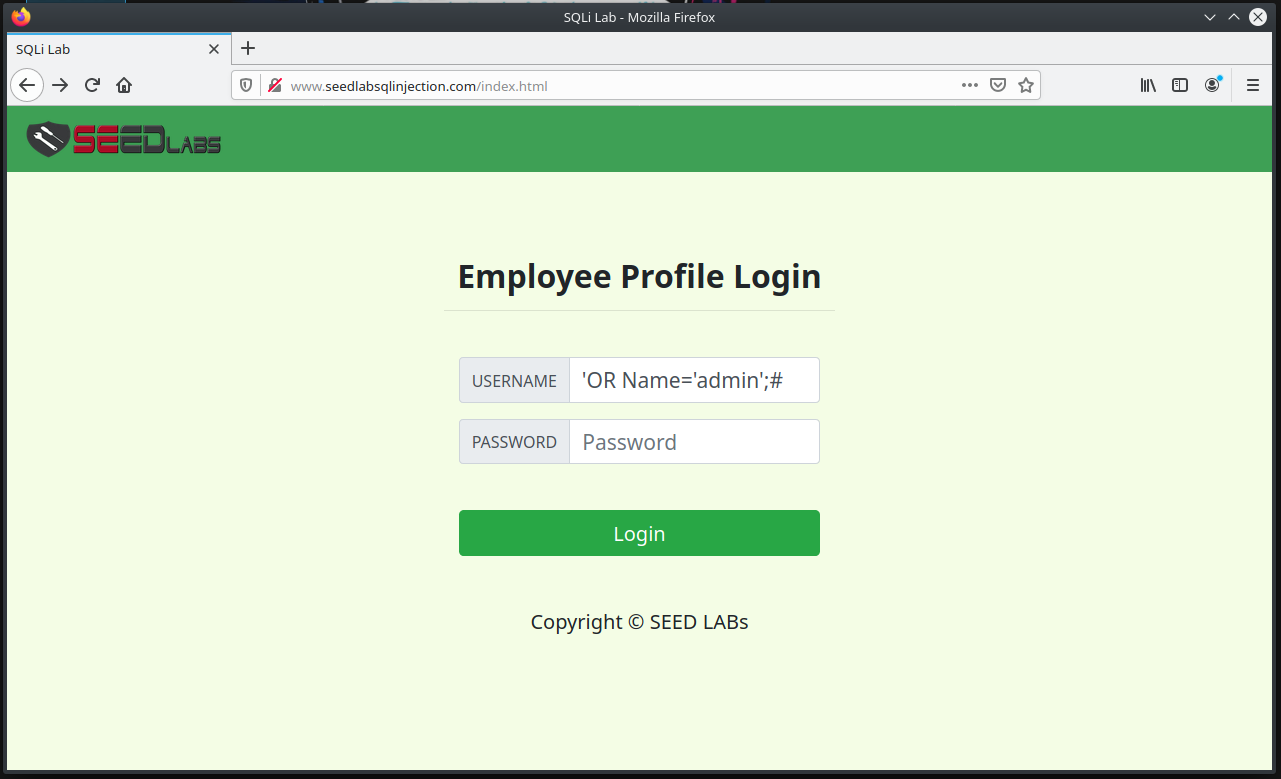 SQLi Lab - Mozilla Firefox
SQLi Lab
www.seedlabsqlinjection.com/index.html
SEEDLABS
Employee Profile Login
USERNAME 'OR Name='admin';#
PASSWORD Password
Login
Copyright © SEED LABs